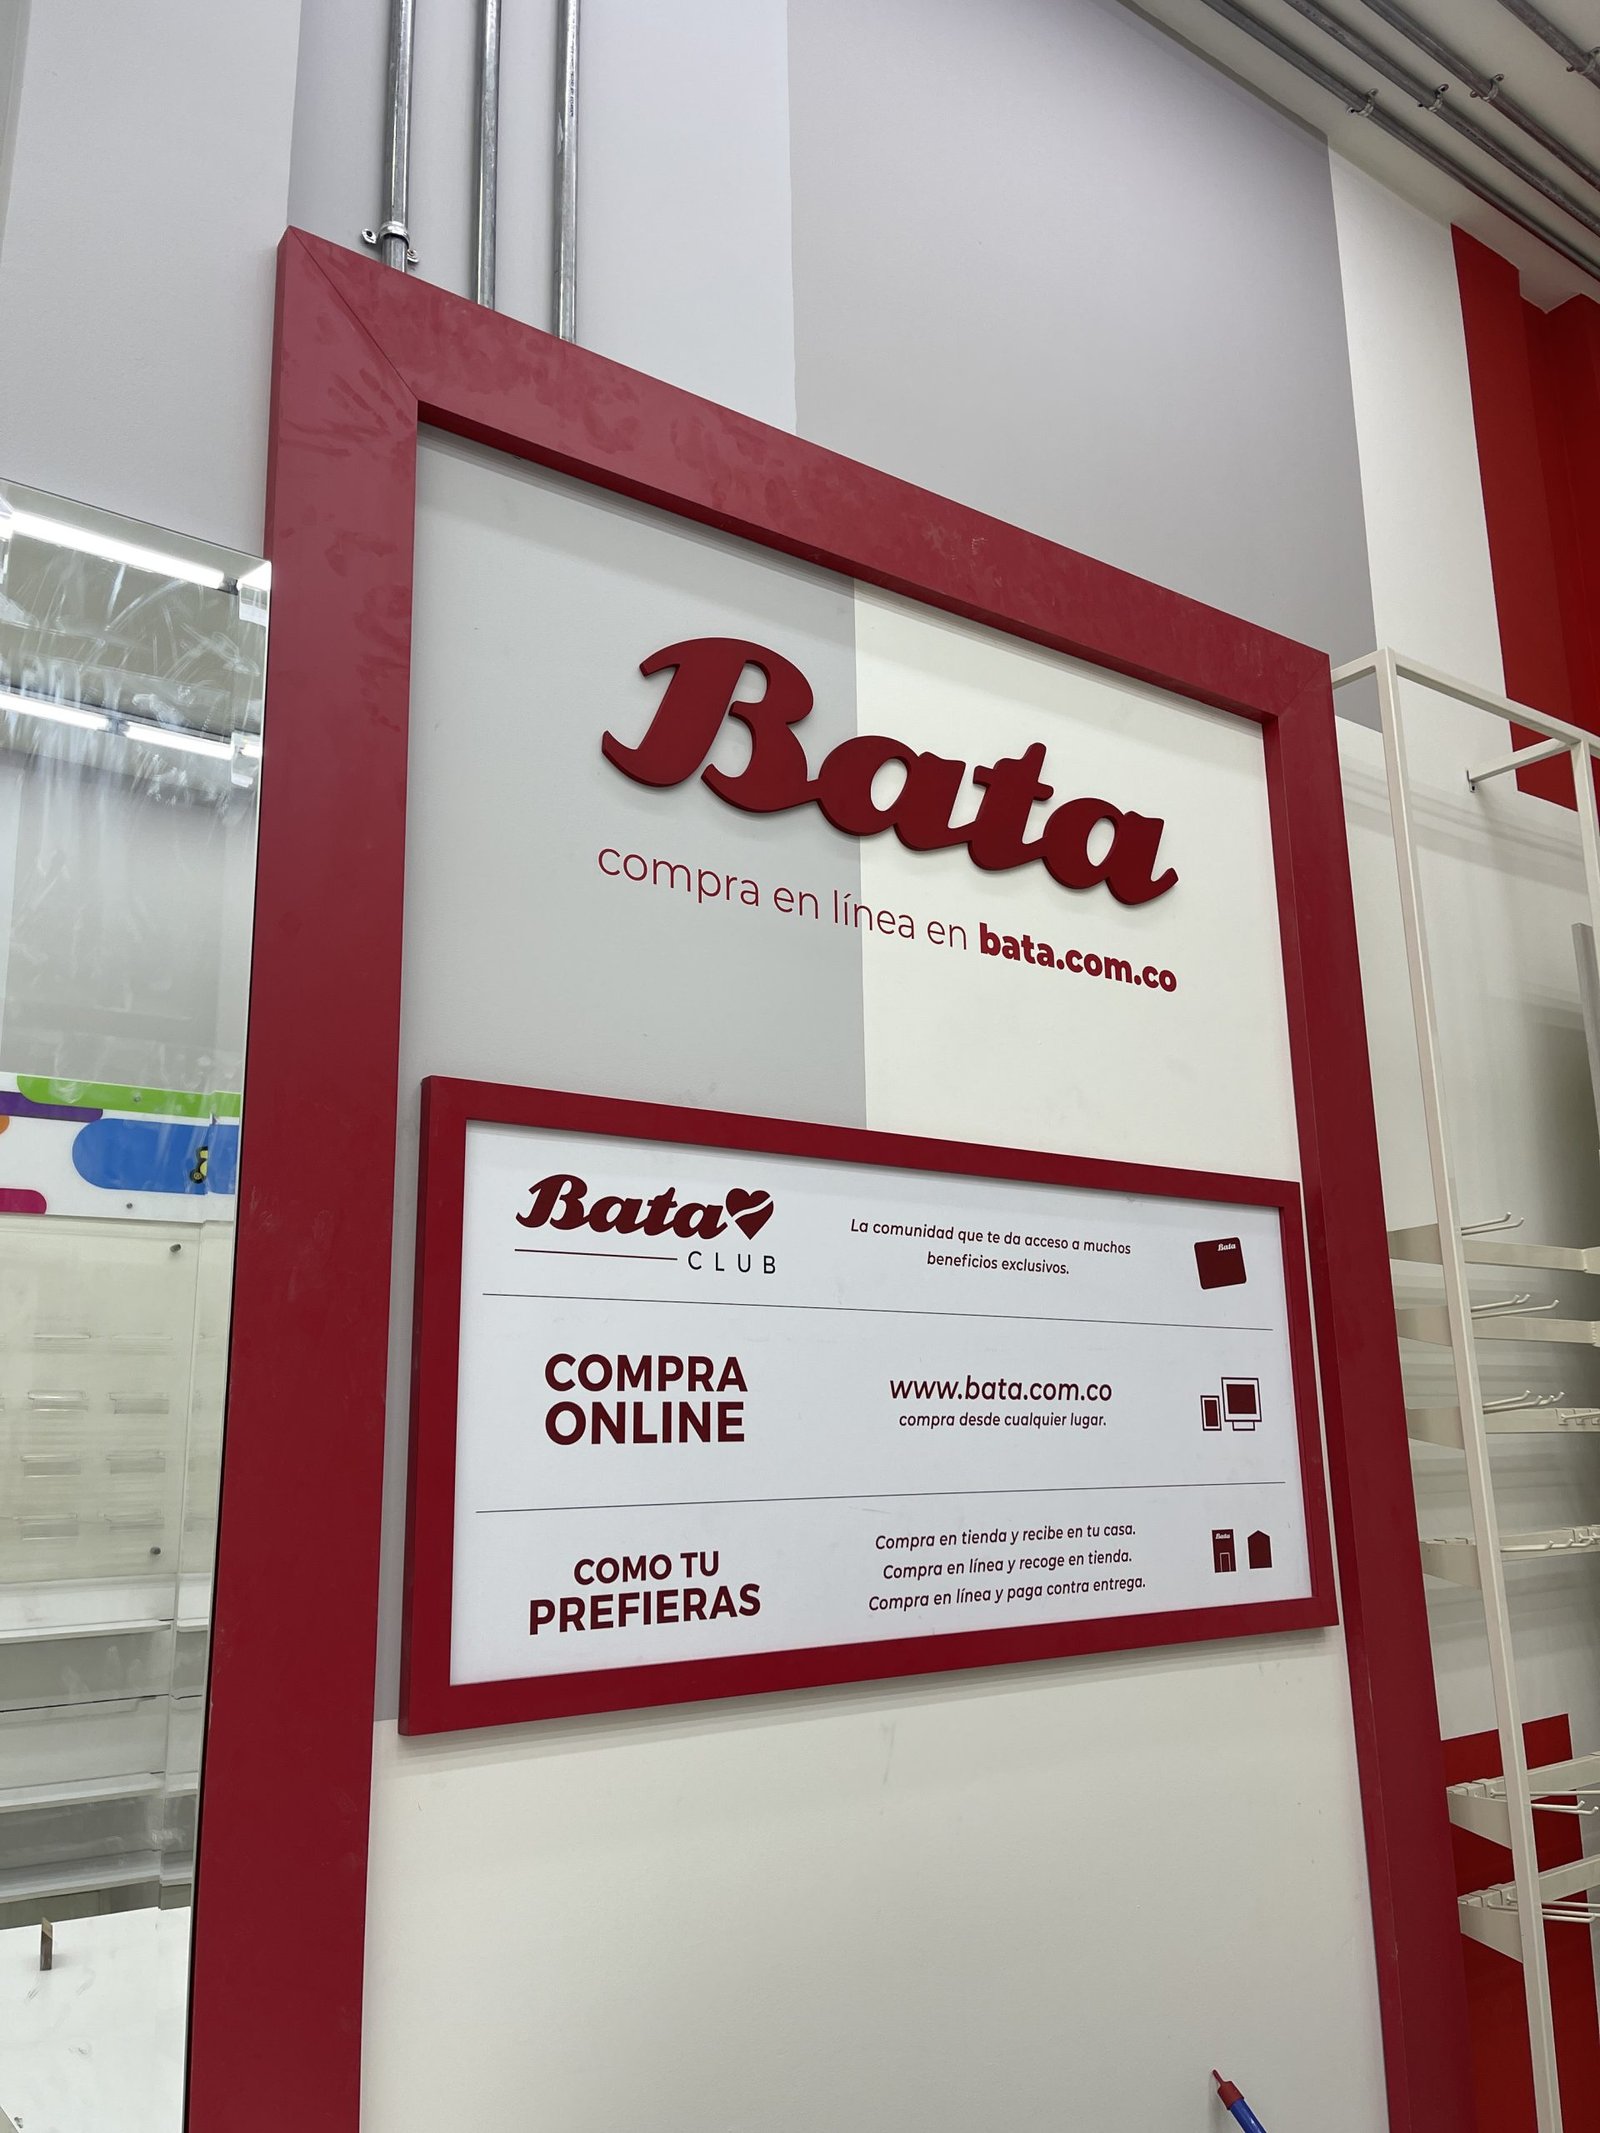 Bata
compra en línea en bata.com.co
Bata
CLUB
La comunidad que te da acceso a muchos
beneficios exclusivos.
Bata
COMPRA
ONLINE
www.bata.com.co
compra desde cualquier lugar.
COMO TU
PREFIERAS
Compra en tienda y recibe en tu casa.
Compra en línea y recoge en tienda.
Compra en línea y paga contra entrega.
Bata